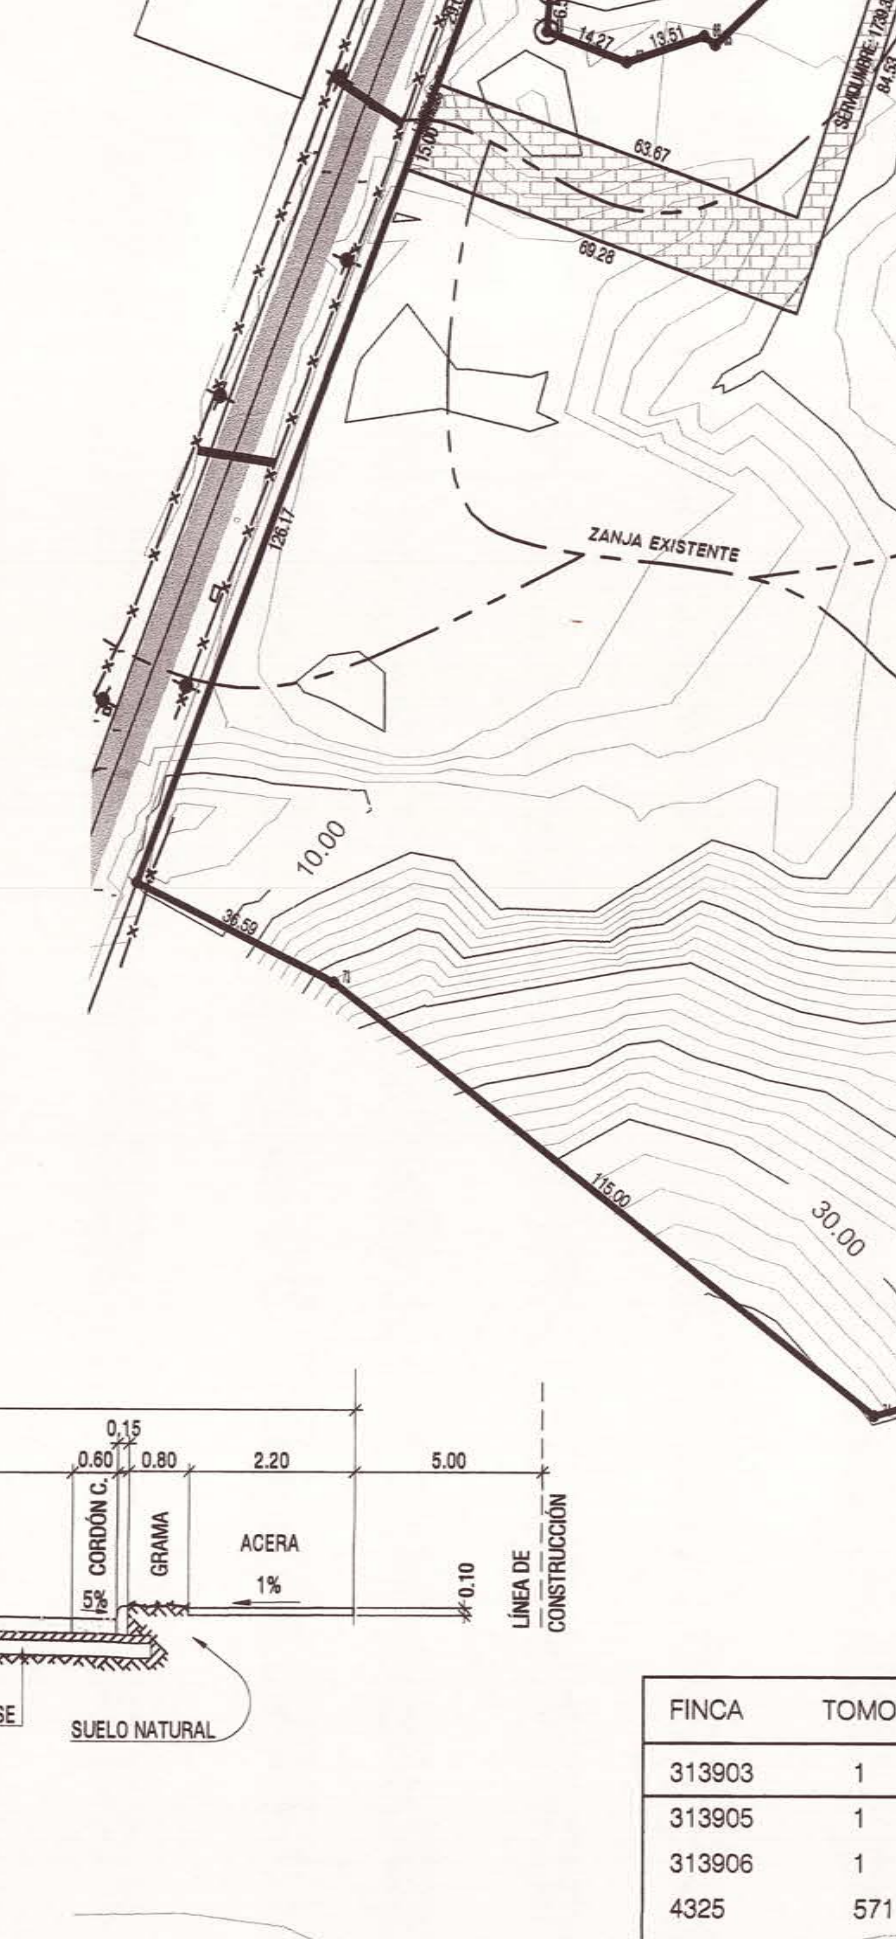 14.27
13.51
SERVIDUMBRE: 1739.
84.53
15.00
63.67
69.28
126.17
ZANJA EXISTENTE
10.00
36.59
71
115.00
30.00
0.15
0.60 0.80 2.20 5.00
CORDÓN C.
GRAMA
ACERA
5%
1%
0.10
LÍNEA DE
CONSTRUCCIÓN
SE
SUELO NATURAL
FINCA TOMO
313903 1
313905 1
313906 1
4325 571